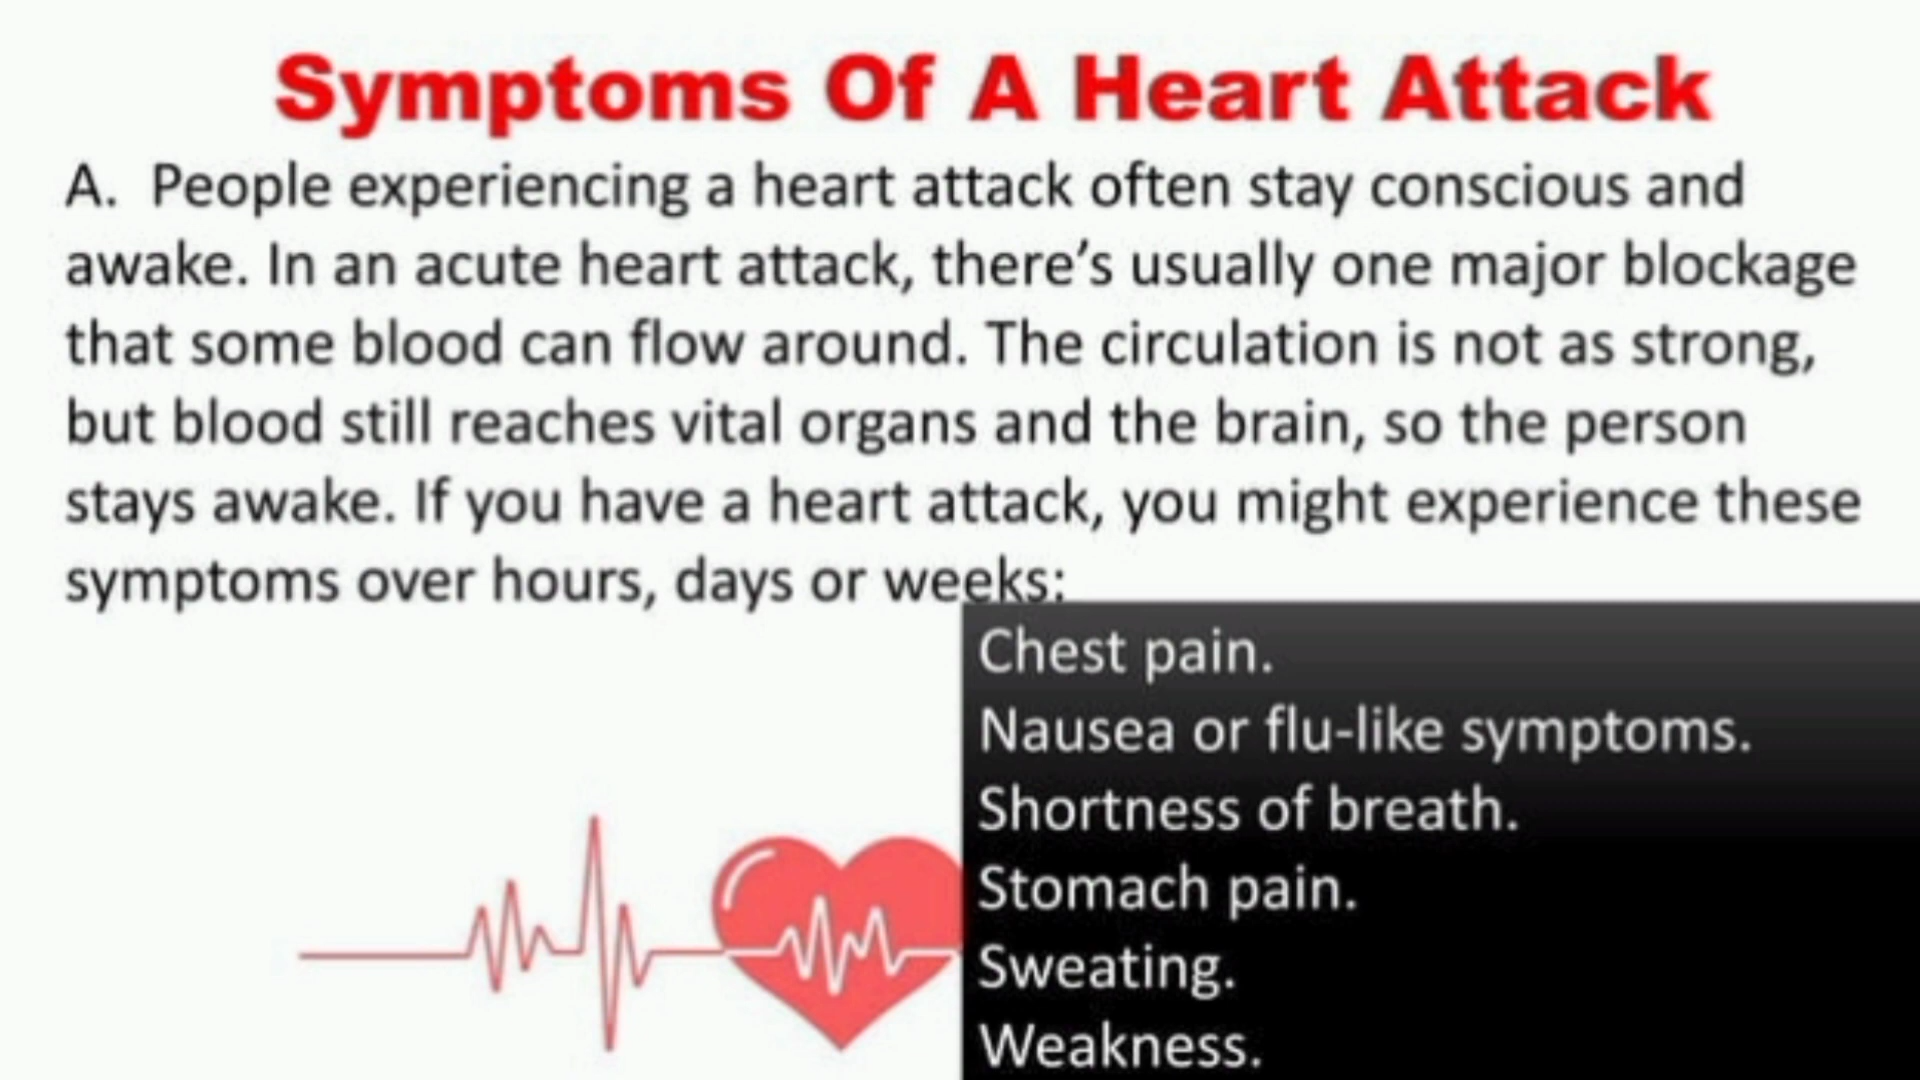 Symptoms Of A Heart Attack
A. People experiencing a heart attack often stay conscious and
awake. In an acute heart attack, there’s usually one major blockage
that some blood can flow around. The circulation is not as strong,
but blood still reaches vital organs and the brain, so the person
stays awake. If you have a heart attack, you might experience these
symptoms over hours, days or weeks:
Chest pain.
Nausea or flu-like symptoms.
Shortness of breath.
Stomach pain.
Sweating.
Weakness.